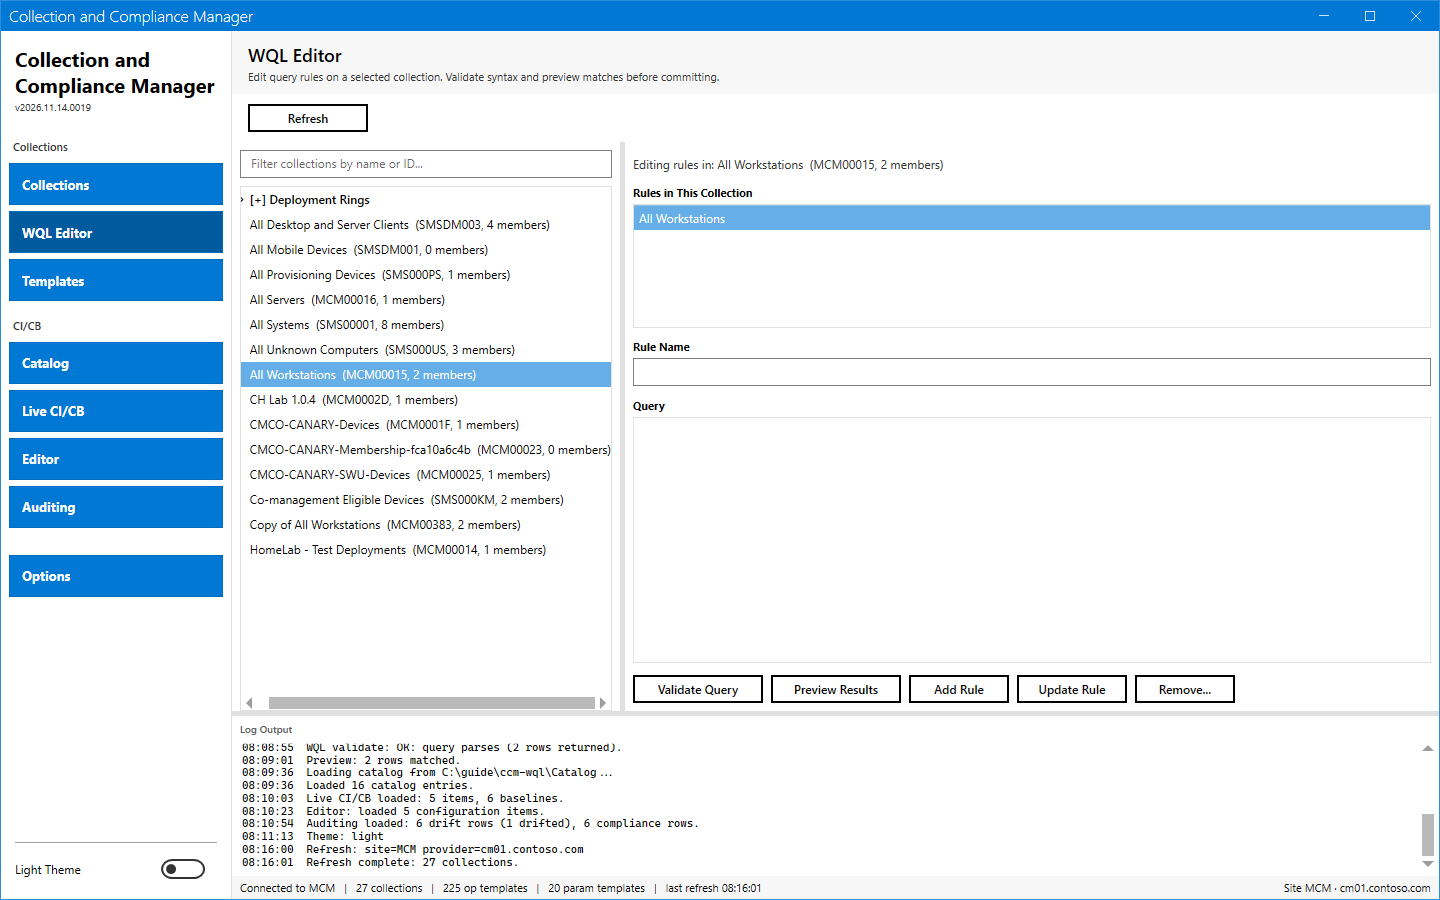 Collection and Compliance Manager
Collection and
Compliance Manager
v2026.11.14.0019
Collections
Collections
WQL Editor
Templates
CI/CB
Catalog
Live CI/CB
Editor
Auditing
Options
Light Theme
WQL Editor
Edit query rules on a selected collection. Validate syntax and preview matches before committing.
Refresh
Filter collections by name or ID...
[+] Deployment Rings
All Desktop and Server Clients (SMSDM003, 4 members)
All Mobile Devices (SMSDM001, 0 members)
All Provisioning Devices (SMS000PS, 1 members)
All Servers (MCM00016, 1 members)
All Systems (SMS00001, 8 members)
All Unknown Computers (SMS000US, 3 members)
All Workstations (MCM00015, 2 members)
CH Lab 1.0.4 (MCM0002D, 1 members)
CMCO-CANARY-Devices (MCM0001F, 1 members)
CMCO-CANARY-Membership-fca10a6c4b (MCM00023, 0 members)
CMCO-CANARY-SWU-Devices (MCM00025, 1 members)
Co-management Eligible Devices (SMS000KM, 2 members)
Copy of All Workstations (MCM00383, 2 members)
HomeLab - Test Deployments (MCM00014, 1 members)
Editing rules in: All Workstations (MCM00015, 2 members)
Rules in This Collection
All Workstations
Rule Name
Query
Validate Query
Preview Results
Add Rule
Update Rule
Remove...
Log Output
08:08:55 WQL validate: OK: query parses (2 rows returned).
08:09:01 Preview: 2 rows matched.
08:09:36 Loading catalog from C:\guide\ccm-wql\Catalog...
08:09:36 Loaded 16 catalog entries.
08:10:03 Live CI/CB loaded: 5 items, 6 baselines.
08:10:23 Editor: loaded 5 configuration items.
08:10:54 Auditing loaded: 6 drift rows (1 drifted), 6 compliance rows.
08:11:13 Theme: light
08:16:00 Refresh: site=MCM provider=cm01.contoso.com
08:16:01 Refresh complete: 27 collections.
Connected to MCM | 27 collections | 225 op templates | 20 param templates | last refresh 08:16:01
Site MCM · cm01.contoso.com